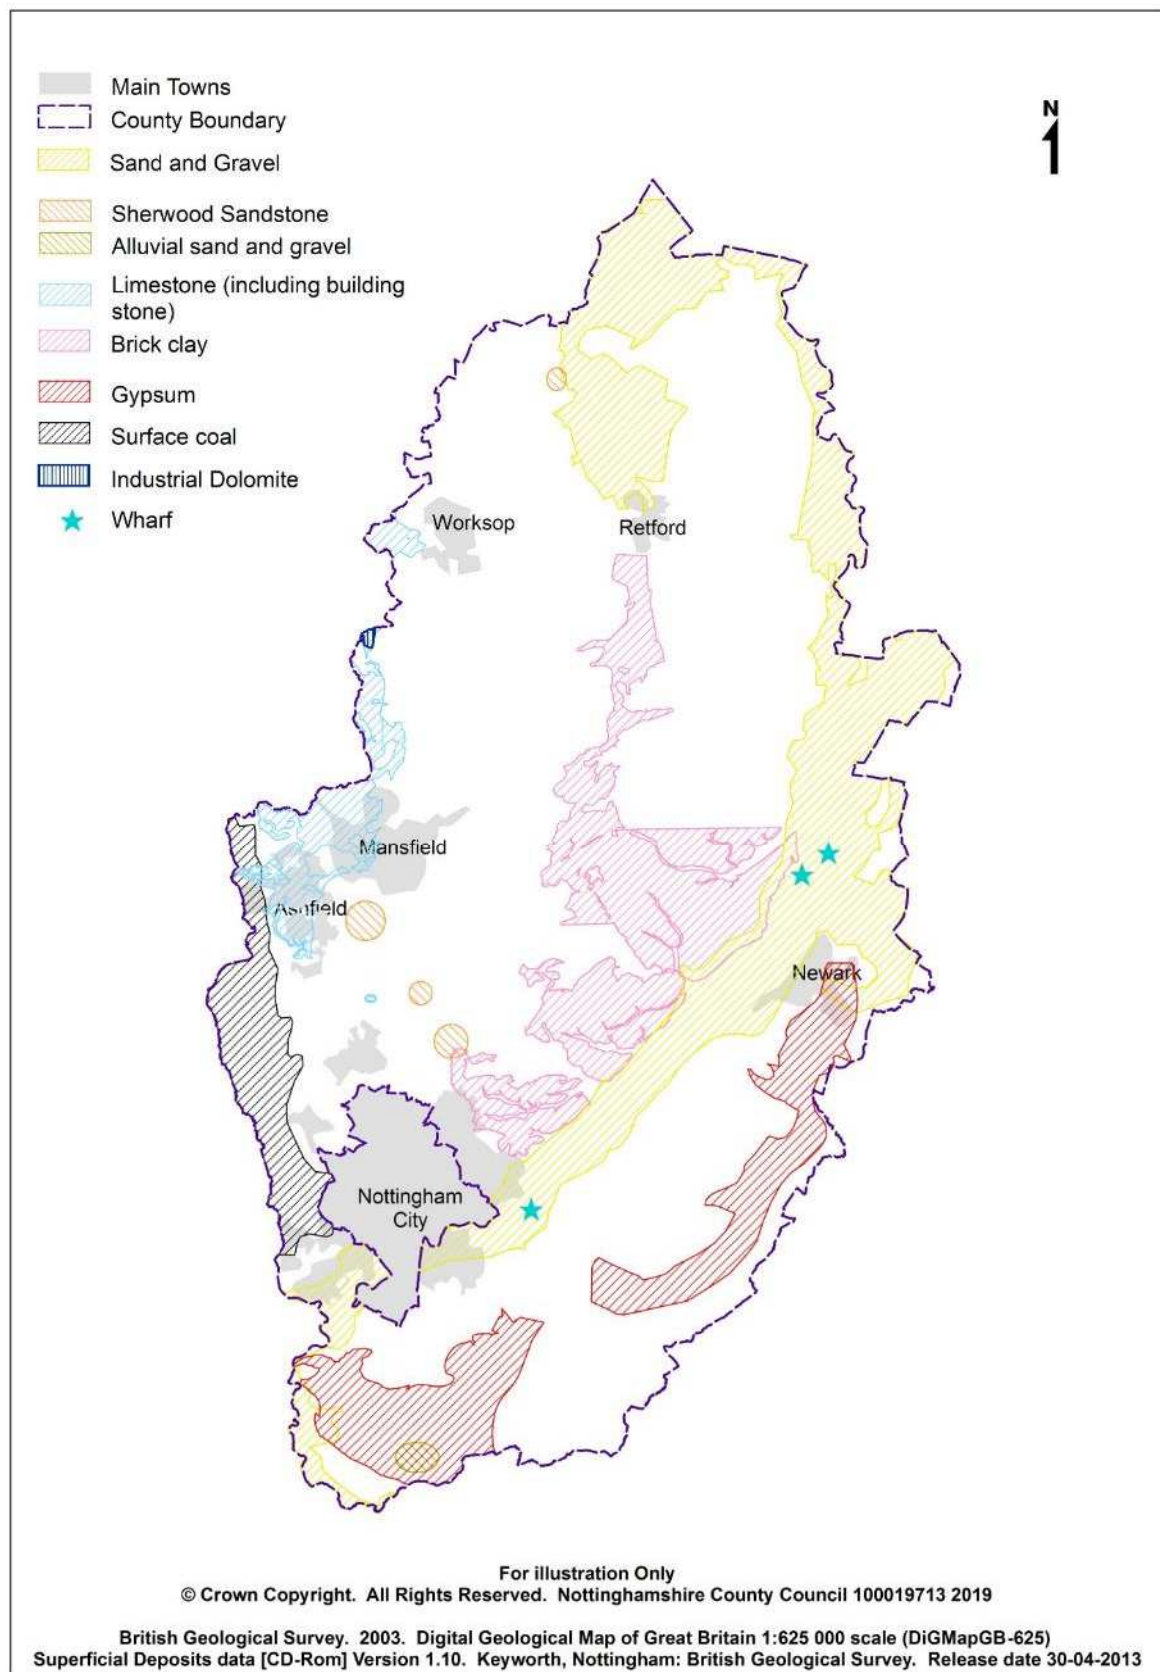 Main Towns
County Boundary
Sand and Gravel
Sherwood Sandstone
Alluvial sand and gravel
Limestone (including building
stone)
Brick clay
Gypsum
Surface coal
Industrial Dolomite
Wharf
N
Worksop
Retford
Mansfield
Ashfield
Newark
Nottingham
City
For illustration Only
© Crown Copyright. All Rights Reserved. Nottinghamshire County Council 100019713 2019
British Geological Survey. 2003. Digital Geological Map of Great Britain 1:625 000 scale (DiGMapGB-625)
Superficial Deposits data [CD-Rom] Version 1.10. Keyworth, Nottingham: British Geological Survey. Release date 30-04-2013